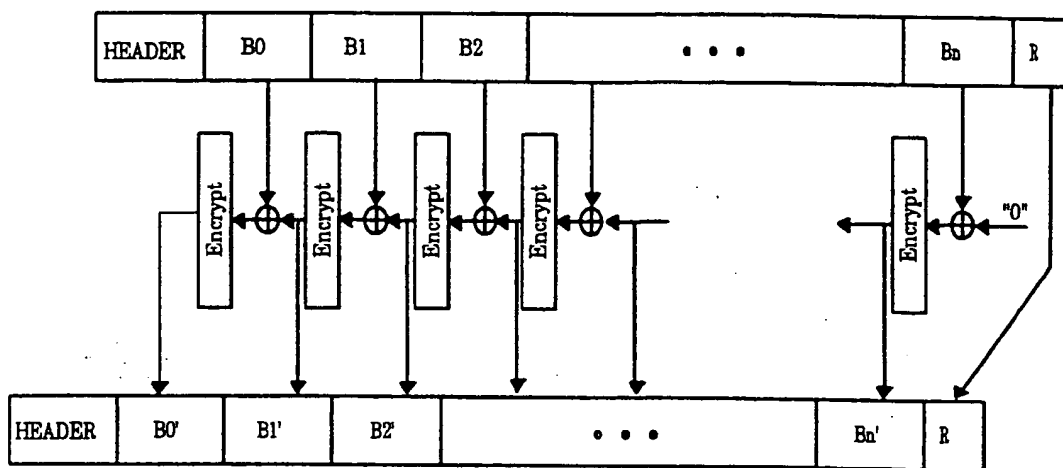 HEADER B0 B1 B2 • • • Bn R
Encrypt Encrypt Encrypt Encrypt Encrypt
"0"
HEADER B0' B1' B2' • • • Bn' R